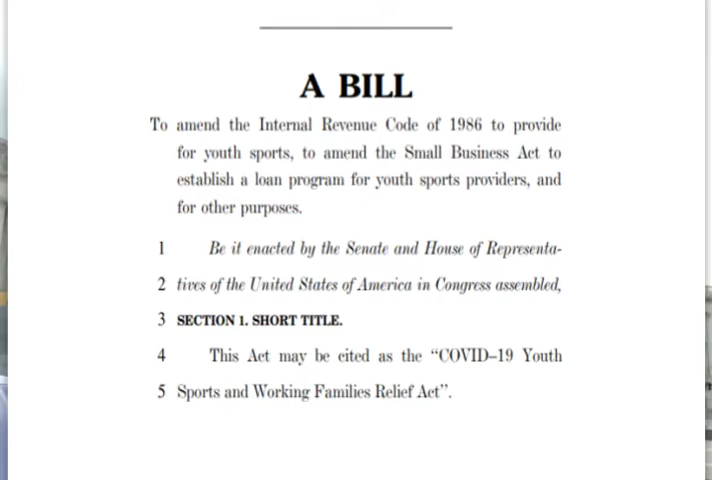 A BILL
To amend the Internal Revenue Code of 1986 to provide
for youth sports, to amend the Small Business Act to
establish a loan program for youth sports providers, and
for other purposes.
1 Be it enacted by the Senate and House of Representa-
2 tives of the United States of America in Congress assembled,
3 SECTION 1. SHORT TITLE.
4 This Act may be cited as the “COVID–19 Youth
5 Sports and Working Families Relief Act”.